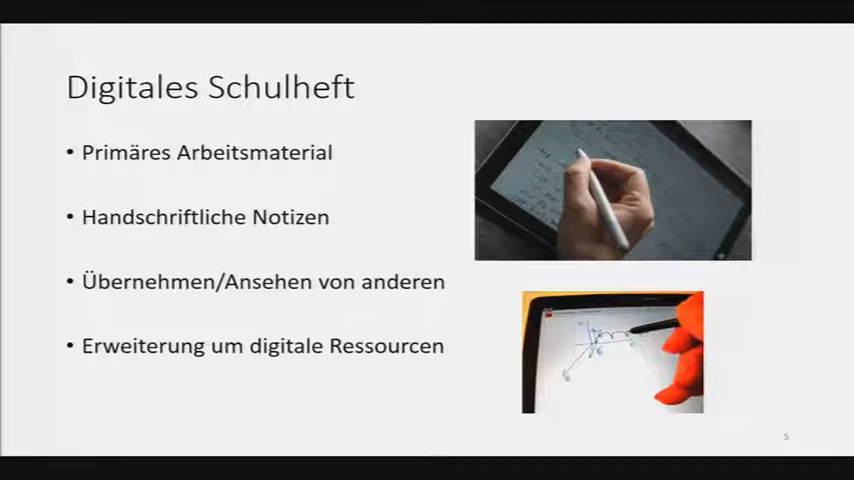 Digitales Schulheft
• Primäres Arbeitsmaterial
• Handschriftliche Notizen
• Übernehmen/Ansehen von anderen
• Erweiterung um digitale Ressourcen
5